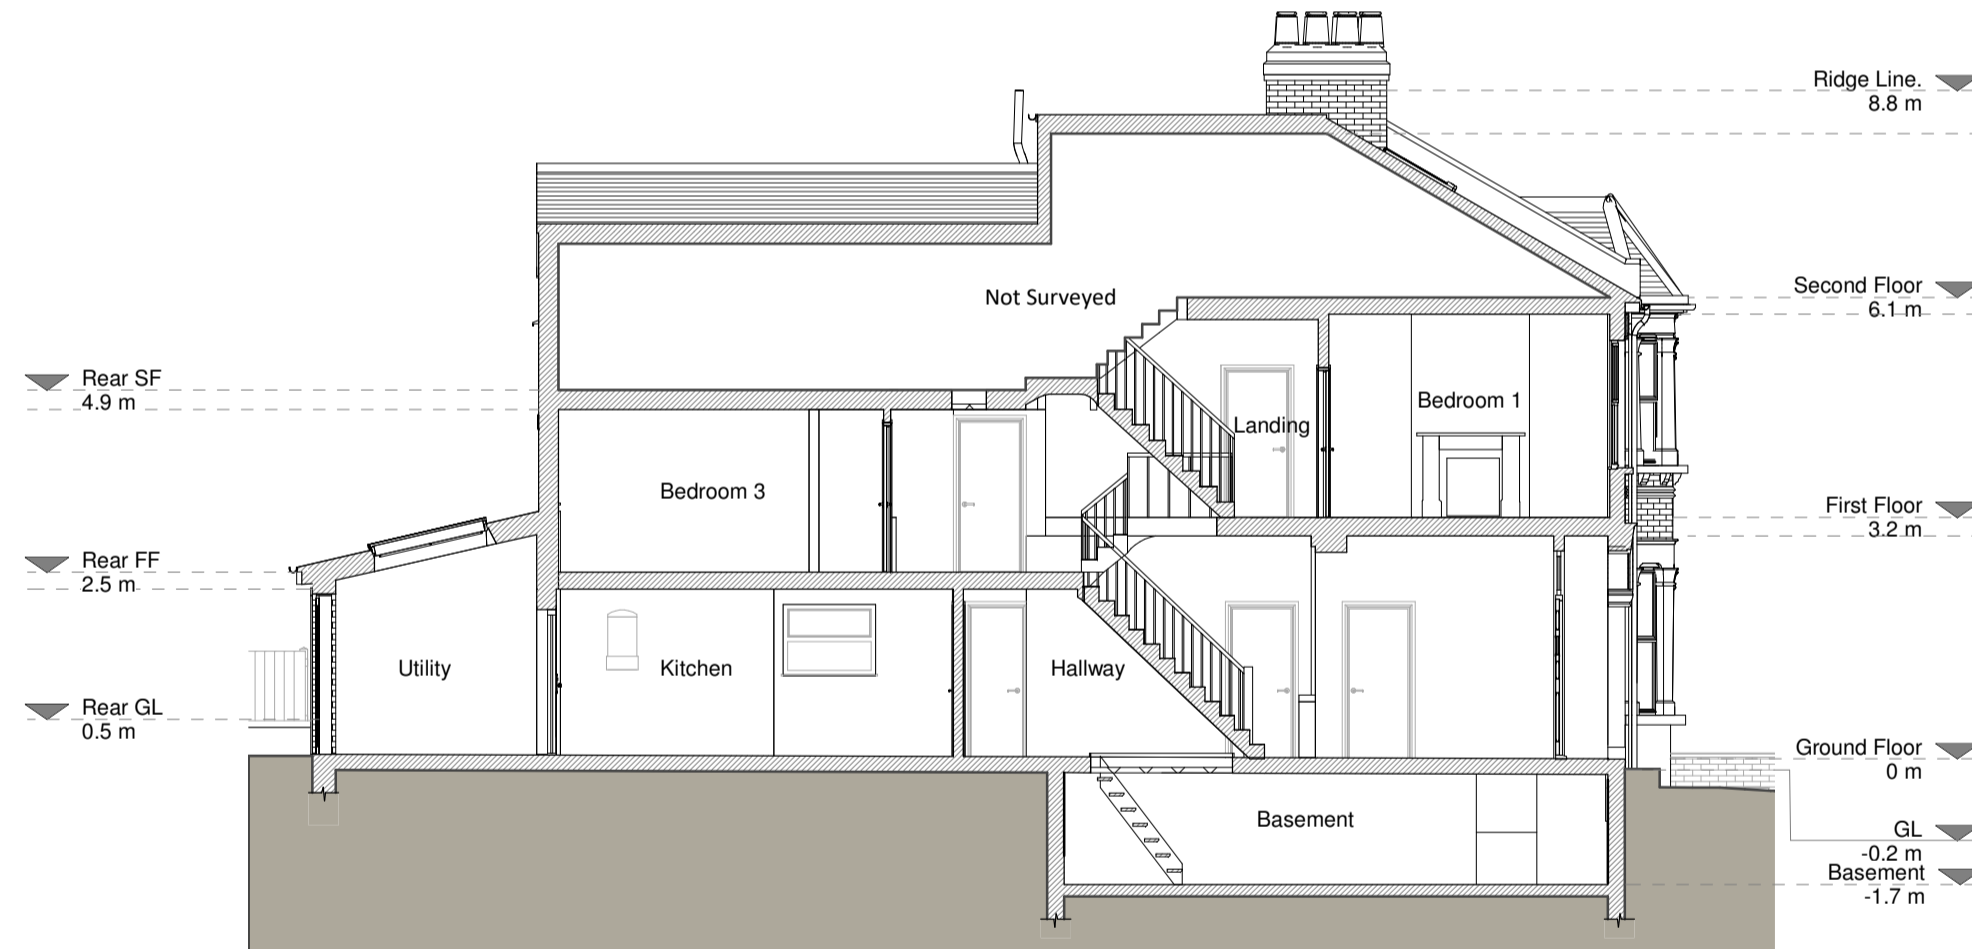 Ridge Line.
8.8 m
Second Floor
6.1 m
Not Surveyed
Rear SF
4.9 m
Bedroom 1
Landing
Bedroom 3
First Floor
3.2 m
Rear FF
2.5 m
Utility
Kitchen
Hallway
Rear GL
0.5 m
Ground Floor
0 m
Basement
GL
-0.2 m
Basement
-1.7 m